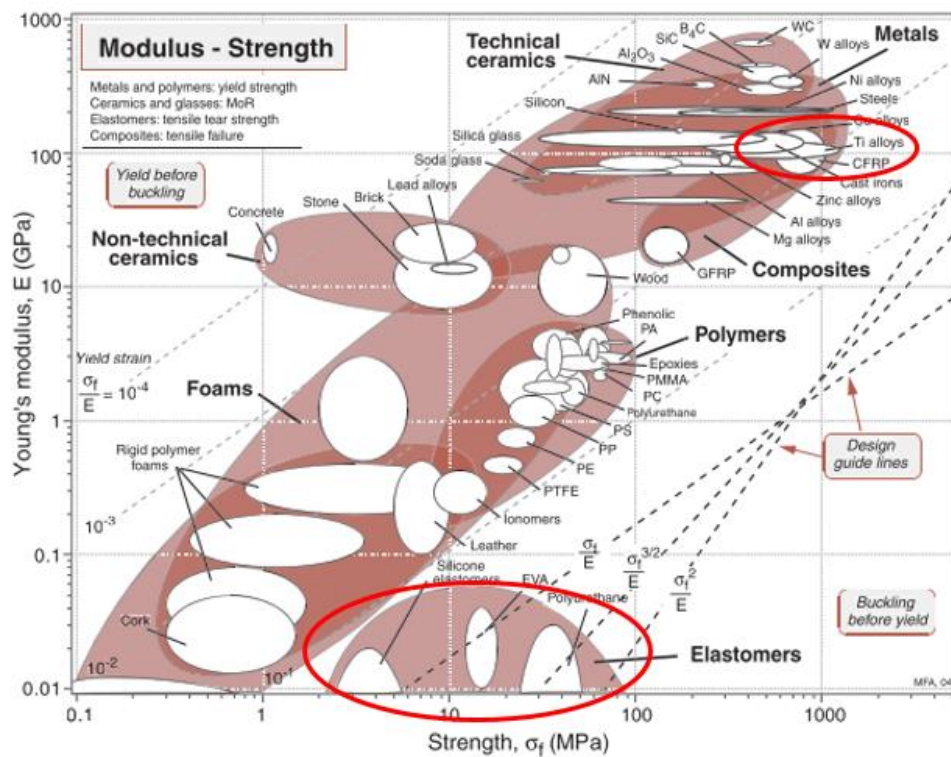 1000
100
10
1
0.1
0.01
Young's modulus, E (GPa)
Modulus - Strength
Metals and polymers: yield strength
Ceramics and glasses: MoR
Elastomers: tensile tear strength
Composites: tensile failure
Yield before
buckling
Technical
ceramics
B4C
WC
SiC
Al2O3
AlN
W alloys
Metals
Ni alloys
Steels
Silicon
Cu alloys
Silica glass
Ti alloys
Soda glass
CFRP
Cast irons
Zinc alloys
Lead alloys
Brick
Stone
Concrete
Al alloys
Mg alloys
Non-technical
ceramics
GFRP
Composites
Wood
Phenolic
PA
Polymers
Epoxies
PMMA
PC
Polyurethane
PS
PP
PE
PTFE
Ionomers
Leather
Yield strain
σf/E = 10-4
Foams
Rigid polymer
foams
10-3
Design
guide lines
σf/E
σf3/2/E
σf2/E
Silicone
elastomers
EVA
Polyurethane
Buckling
before yield
Cork
Elastomers
10-2
10-1
MFA, 04
0.1
1
10
100
1000
Strength, σf (MPa)